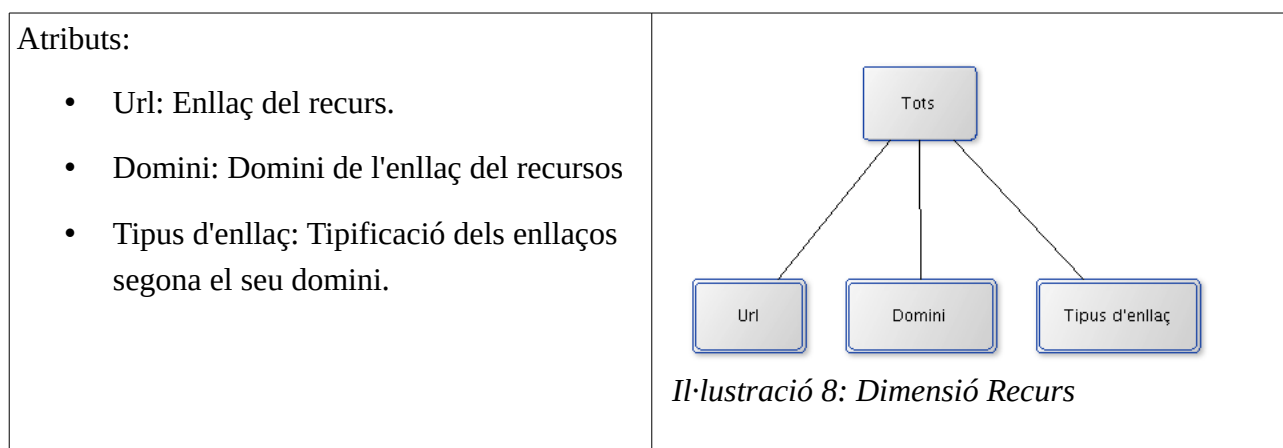 Atributs:
• Url: Enllaç del recurs.
• Domini: Domini de l'enllaç del recursos
• Tipus d'enllaç: Tipificació dels enllaços
segona el seu domini.
Tots
Url
Domini
Tipus d'enllaç
Il·lustració 8: Dimensió Recurs